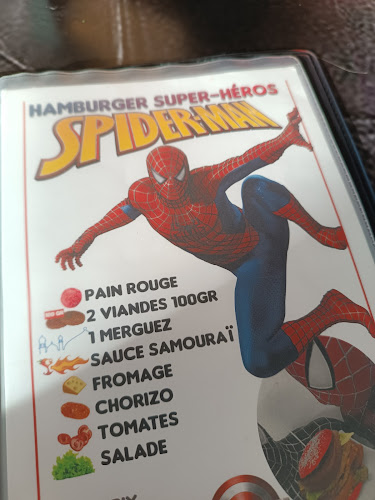 HAMBURGER SUPER-HÉROS
SPIDER-MAN
PAIN ROUGE
2 VIANDES 100GR
1 MERGUEZ
SAUCE SAMOURAÏ
FROMAGE
CHORIZO
TOMATES
SALADE